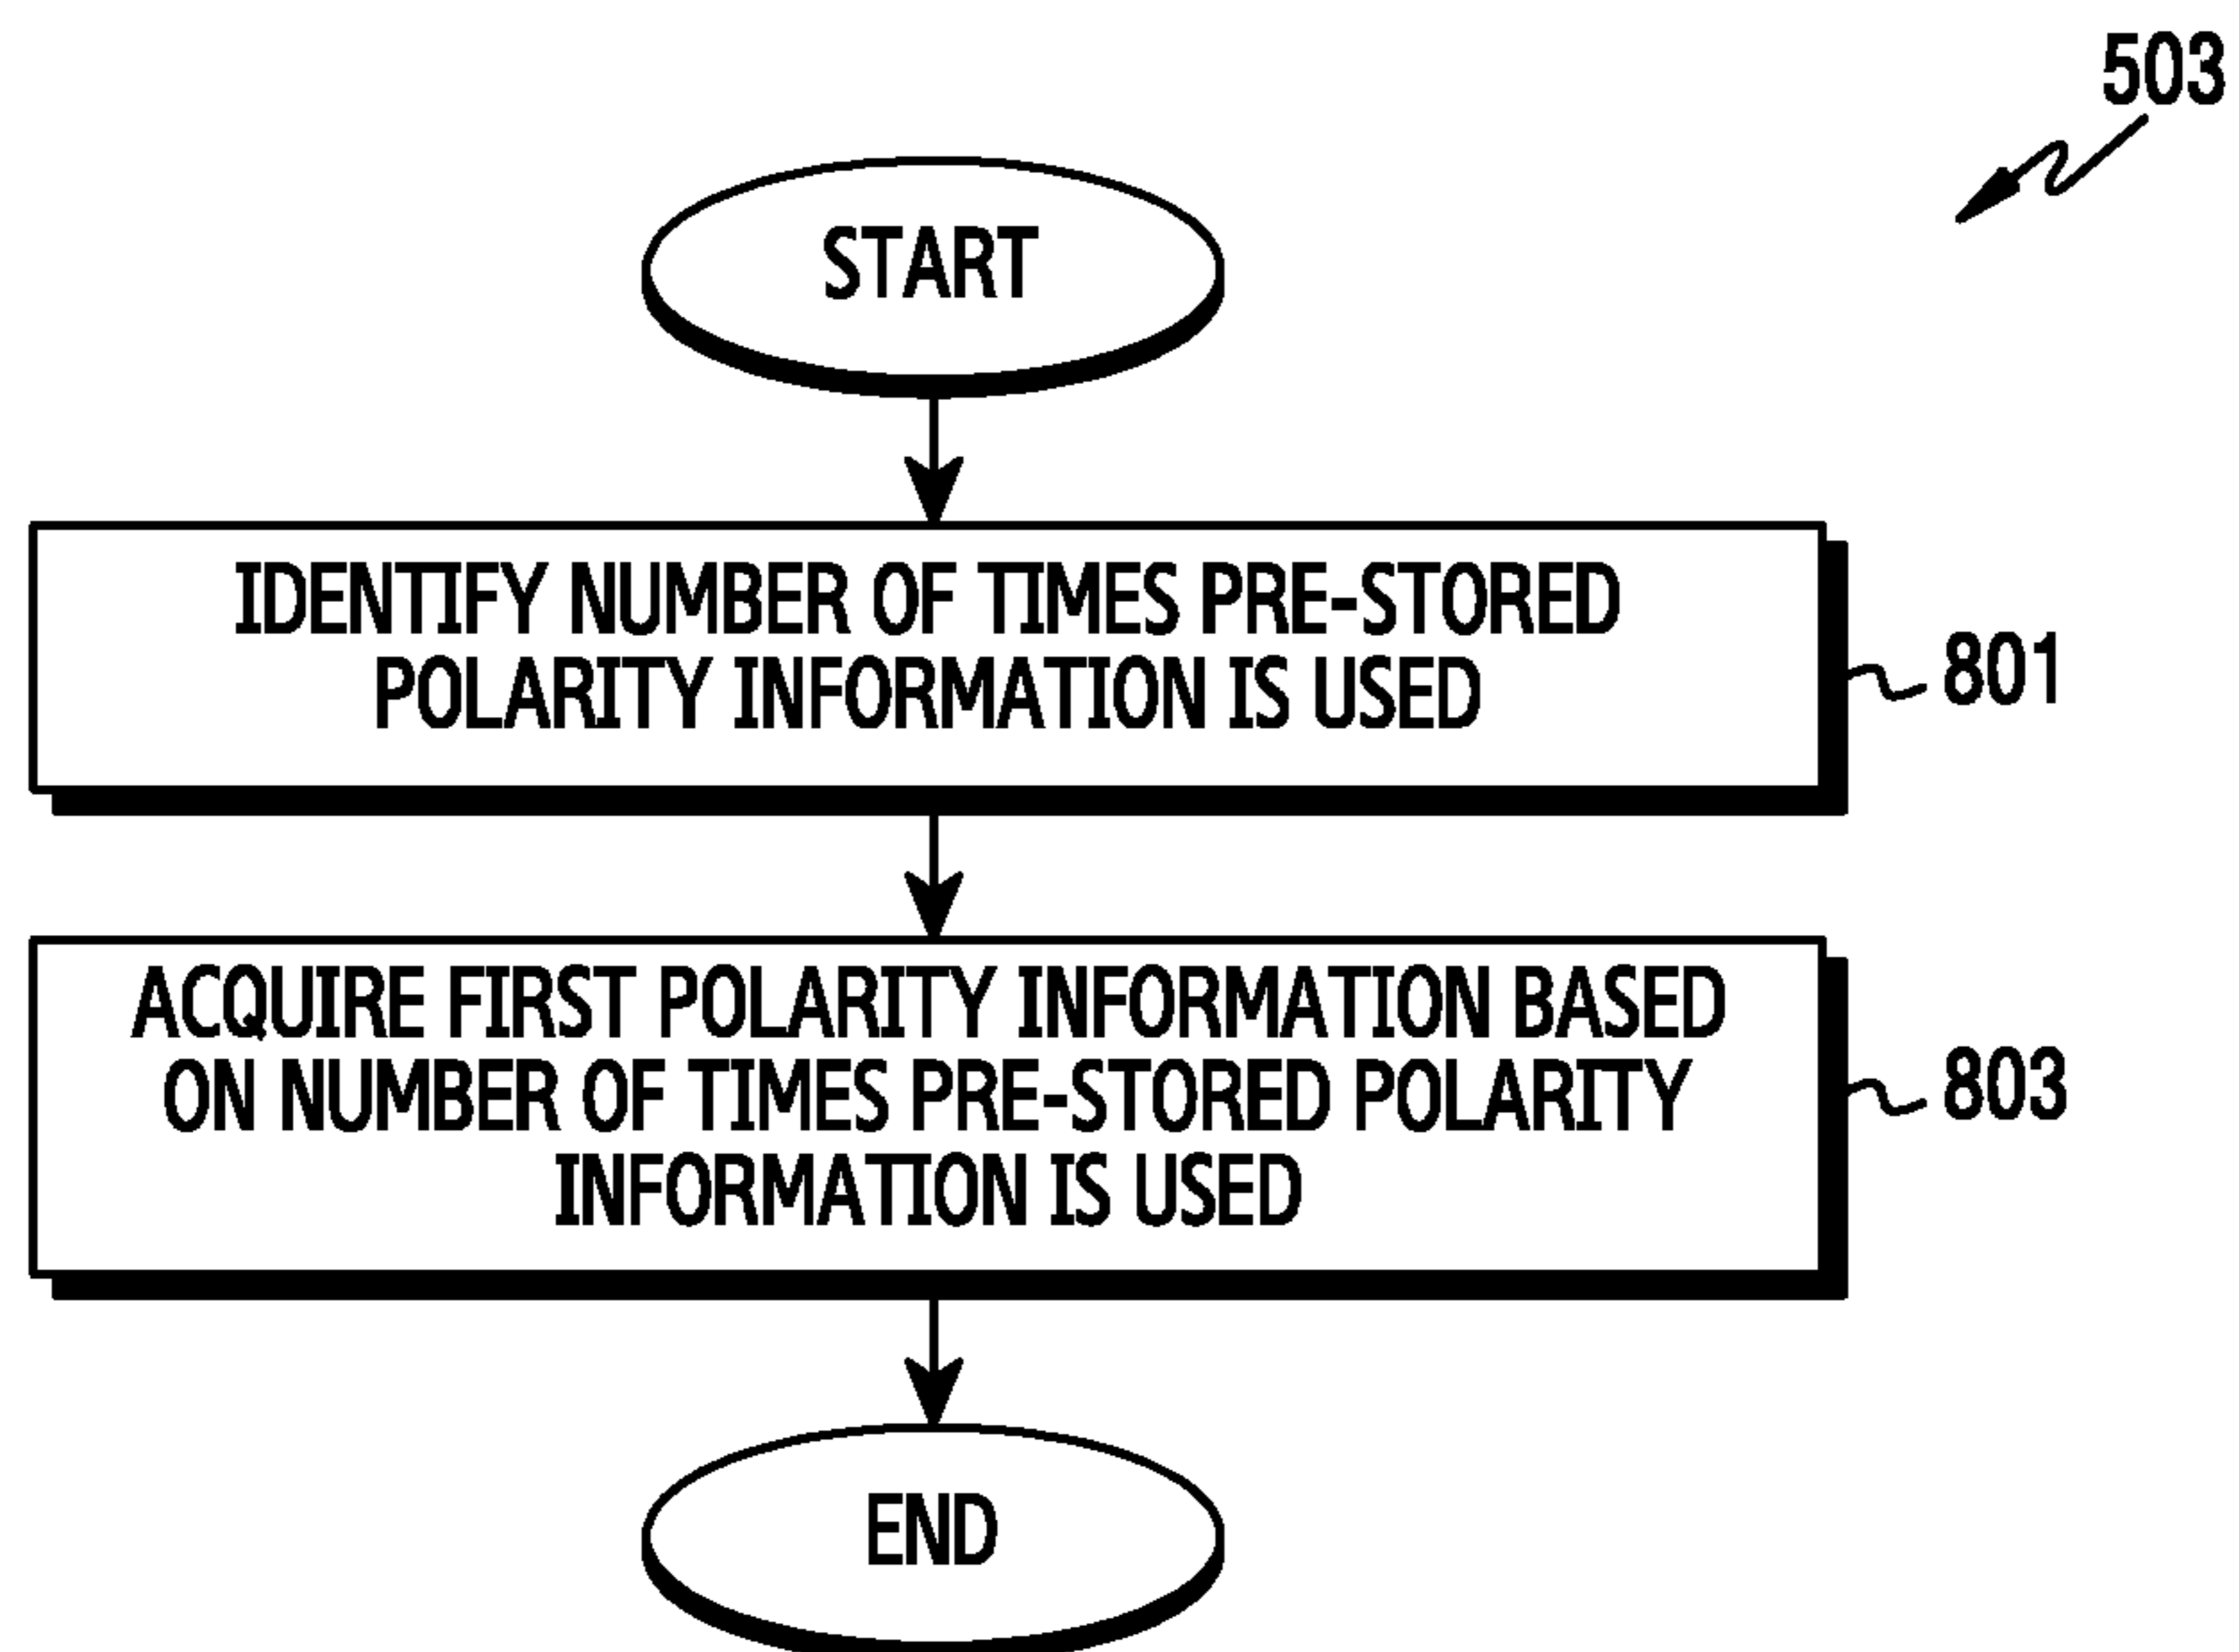 503
START
IDENTIFY NUMBER OF TIMES PRE-STORED
POLARITY INFORMATION IS USED
801
ACQUIRE FIRST POLARITY INFORMATION BASED
ON NUMBER OF TIMES PRE-STORED POLARITY
INFORMATION IS USED
803
END